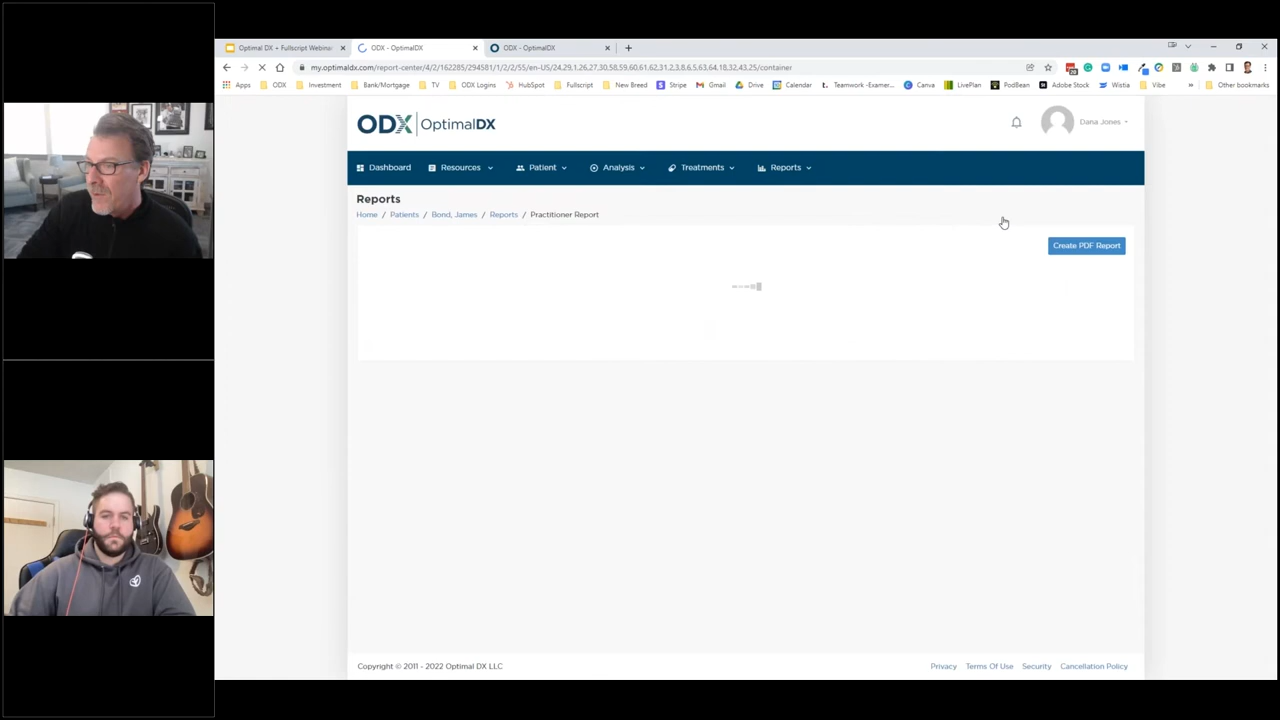 Optimal DX + Fullscript Webina
ODX - OptimalDX
ODX - OptimalDX
my.optimaldx.com/report-center/4/2/162285/294581/1/2/2/55/en-US/24,29,1,26,27,30,58,59,60,61,62,31,2,3,8,6,5,63,64,18,32,43,25/container
Apps ODX Investment Bank/Mortgage TV ODX Logins HubSpot Fullscript New Breed Stripe Gmail Drive Calendar Teamwork -Examer... Canva LivePlan PodBean Adobe Stock Wistia Vibe » Other bookmarks
ODX | OptimalDX
Dana Jones
Dashboard Resources Patient Analysis Treatments Reports
Reports
Home / Patients / Bond, James / Reports / Practitioner Report
Create PDF Report
Copyright © 2011 - 2022 Optimal DX LLC
Privacy Terms Of Use Security Cancellation Policy